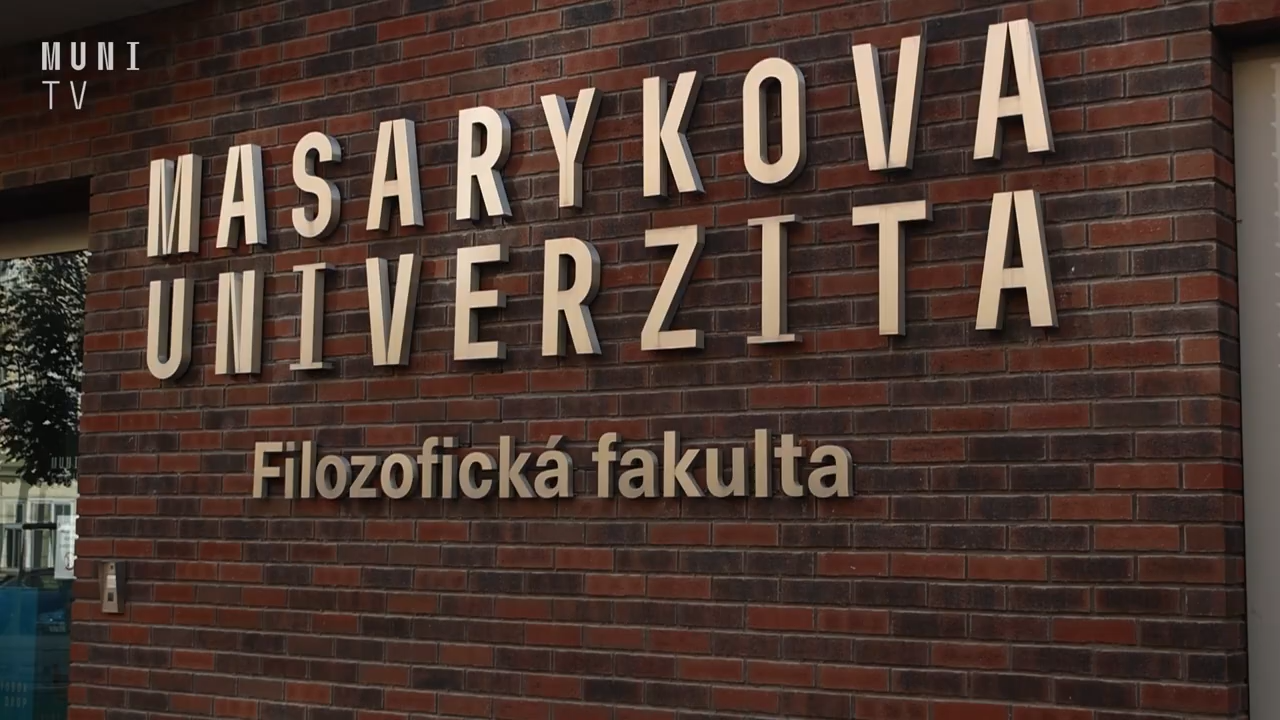 MUNI
TV
MASARYKOVA
UNIVERZITA
Filozofická fakulta